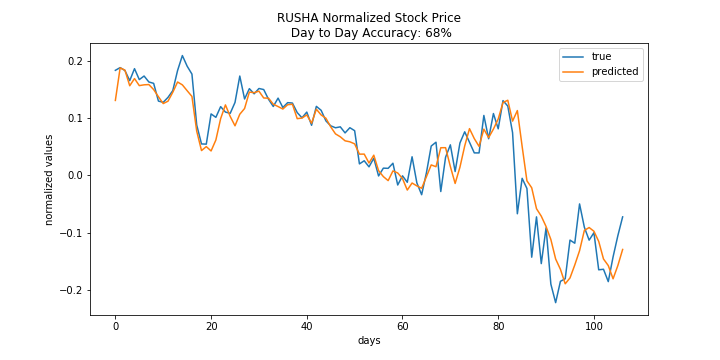 RUSHA Normalized Stock Price
Day to Day Accuracy: 68%
true
predicted
normalized values
0.2
0.1
0.0
−0.1
−0.2
0
20
40
60
80
100
days